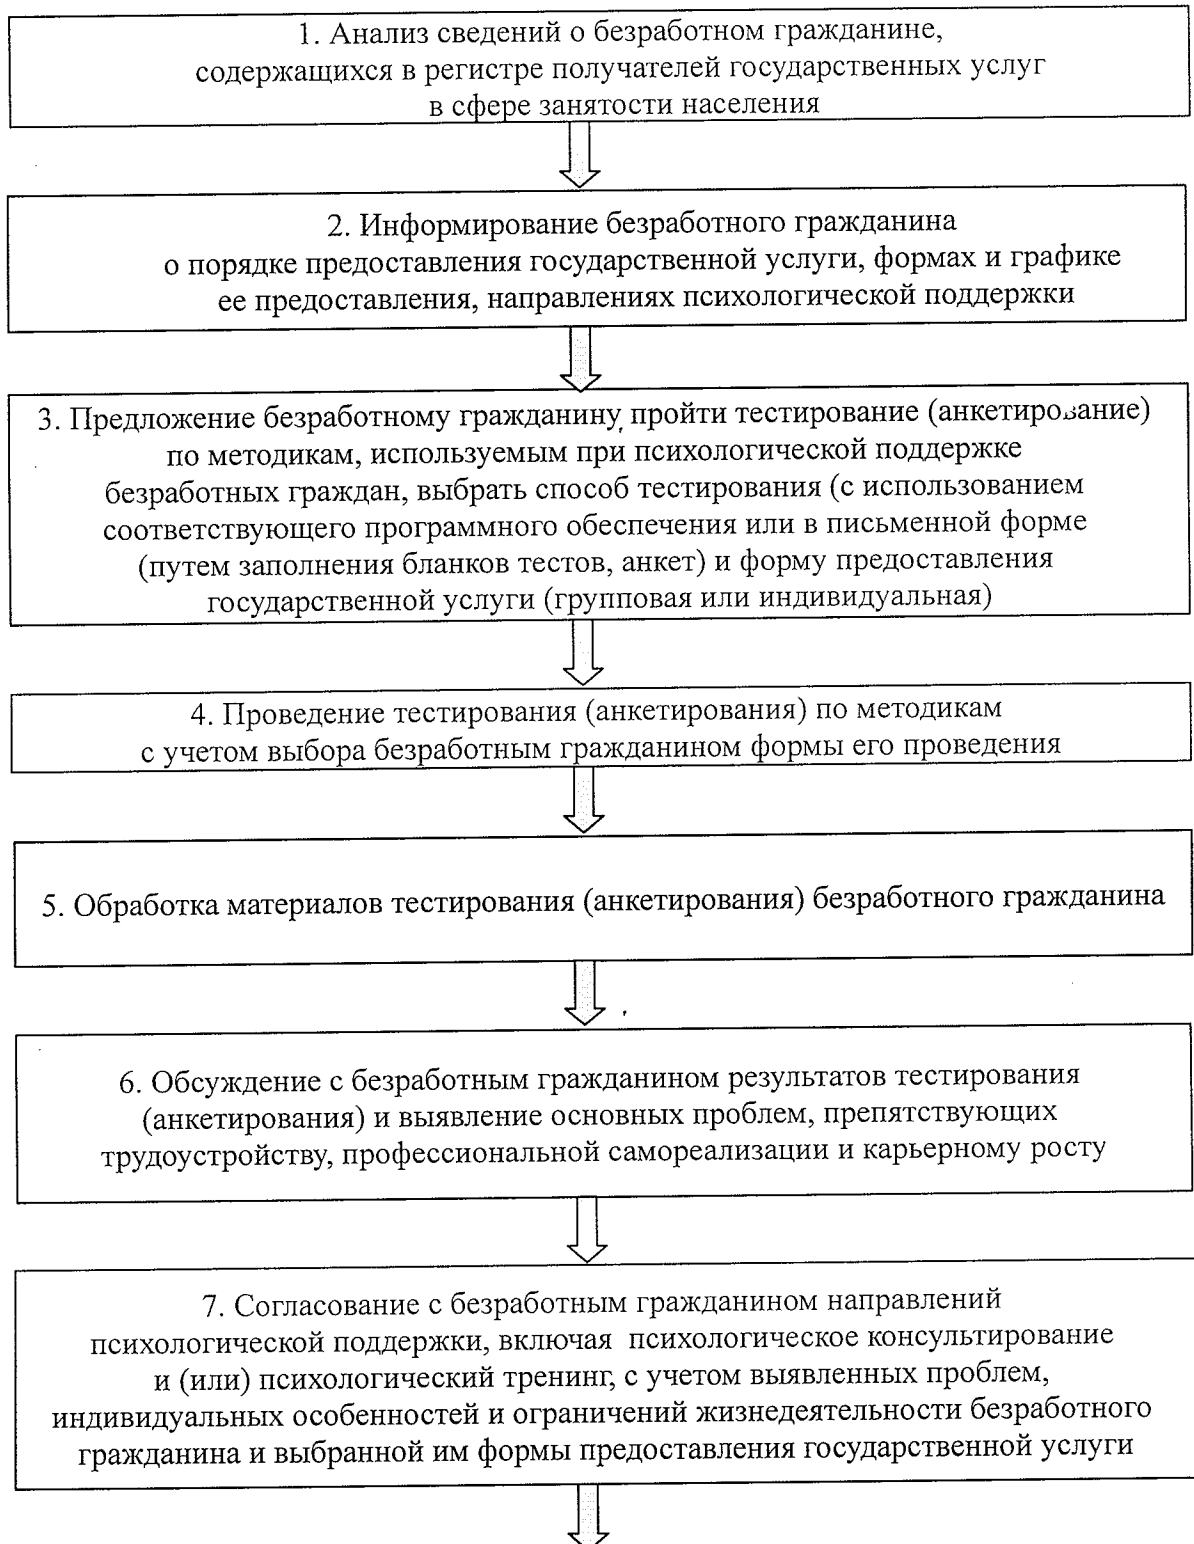 1. Анализ сведений о безработном гражданине,
содержащихся в регистре получателей государственных услуг
в сфере занятости населения
2. Информирование безработного гражданина
о порядке предоставления государственной услуги, формах и графике
ее предоставления, направлениях психологической поддержки
3. Предложение безработному гражданину пройти тестирование (анкетирование)
по методикам, используемым при психологической поддержке
безработных граждан, выбрать способ тестирования (с использованием
соответствующего программного обеспечения или в письменной форме
(путем заполнения бланков тестов, анкет) и форму предоставления
государственной услуги (групповая или индивидуальная)
4. Проведение тестирования (анкетирования) по методикам
с учетом выбора безработным гражданином формы его проведения
5. Обработка материалов тестирования (анкетирования) безработного гражданина
6. Обсуждение с безработным гражданином результатов тестирования
(анкетирования) и выявление основных проблем, препятствующих
трудоустройству, профессиональной самореализации и карьерному росту
7. Согласование с безработным гражданином направлений
психологической поддержки, включая психологическое консультирование
и (или) психологический тренинг, с учетом выявленных проблем,
индивидуальных особенностей и ограничений жизнедеятельности безработного
гражданина и выбранной им формы предоставления государственной услуги